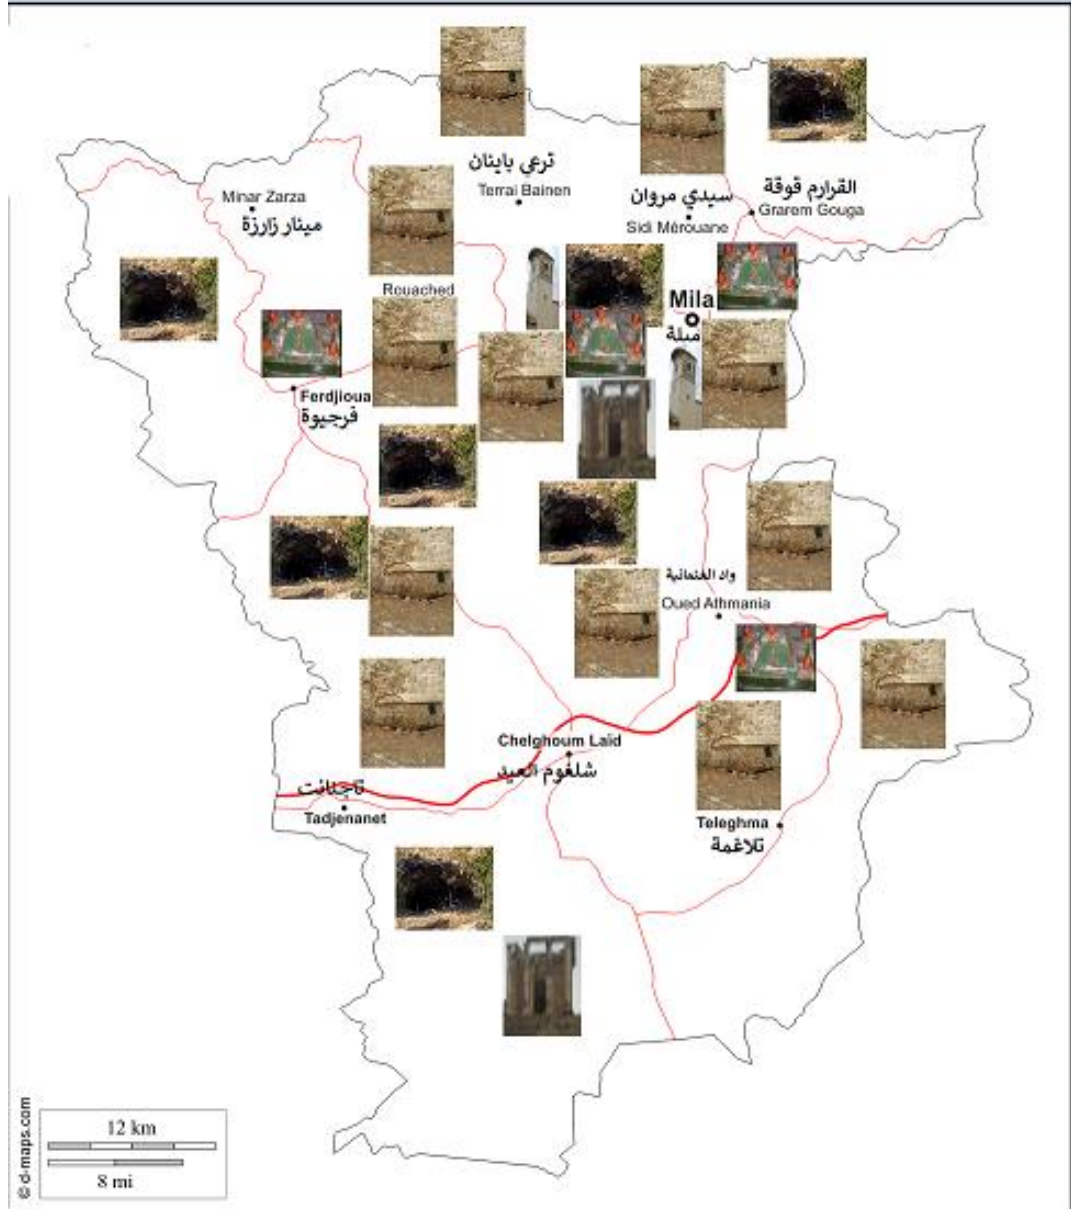 ترعي باينان
Terrai Bainen
Minar Zarza
مينار زارزة
سيدي مروان
Sidi Mérouane
القرارم قوقة
Grarem Gouga
Rouached
Mila
ميلة
Ferdjioua
فرجيوة
واد العثمانية
Oued Athmania
Chelghoum Laïd
شلغوم العيد
تاجنانت
Tadjenanet
Teleghma
تلاغمة
12 km
8 mi
© d-maps.com